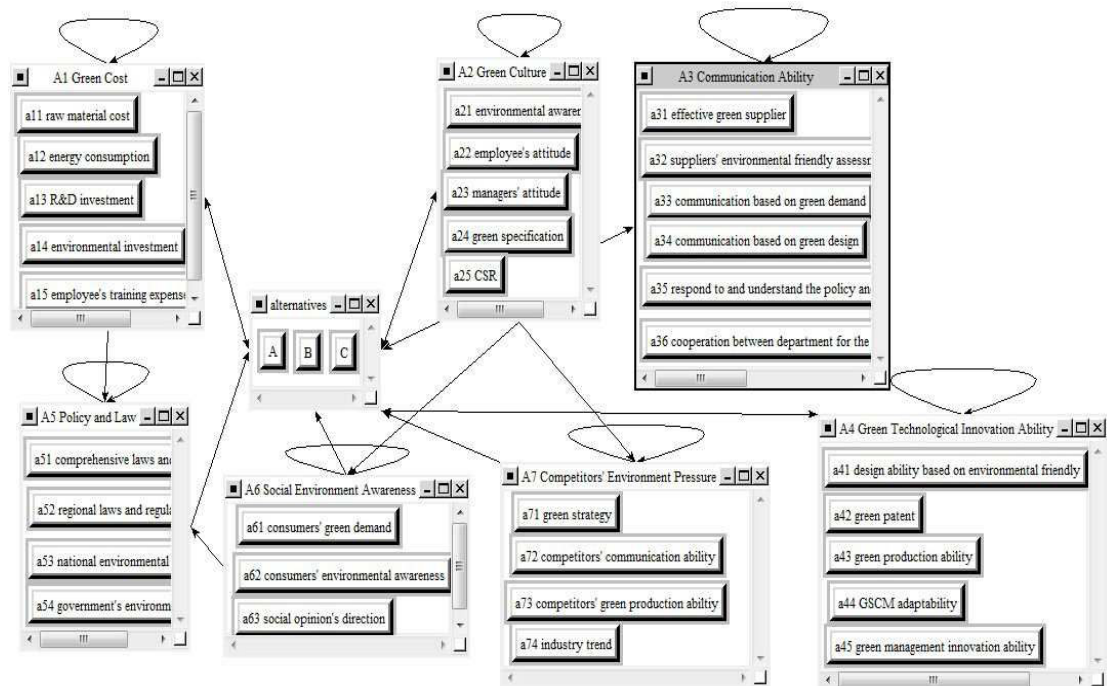 A1 Green Cost
a11 raw material cost
a12 energy consumption
a13 R&D investment
a14 environmental investment
a15 employee's training expens
A2 Green Culture
a21 environmental awaren
a22 employee's attitude
a23 managers' attitude
a24 green specification
a25 CSR
A3 Communication Ability
a31 effective green supplier
a32 suppliers' environmental friendly assessm
a33 communication based on green demand
a34 communication based on green design
a35 respond to and understand the policy an
a36 cooperation between department for the
alternatives
A
B
C
A5 Policy and Law
a51 comprehensive laws and
a52 regional laws and regula
a53 national environmental
a54 government's environm
A6 Social Environment Awareness
a61 consumers' green demand
a62 consumers' environmental awareness
a63 social opinion's direction
A7 Competitors' Environment Pressure
a71 green strategy
a72 competitors' communication ability
a73 competitors' green production abiltiy
a74 industry trend
A4 Green Technological Innovation Ability
a41 design ability based on environmental friendly
a42 green patent
a43 green production ability
a44 GSCM adaptability
a45 green management innovation ability